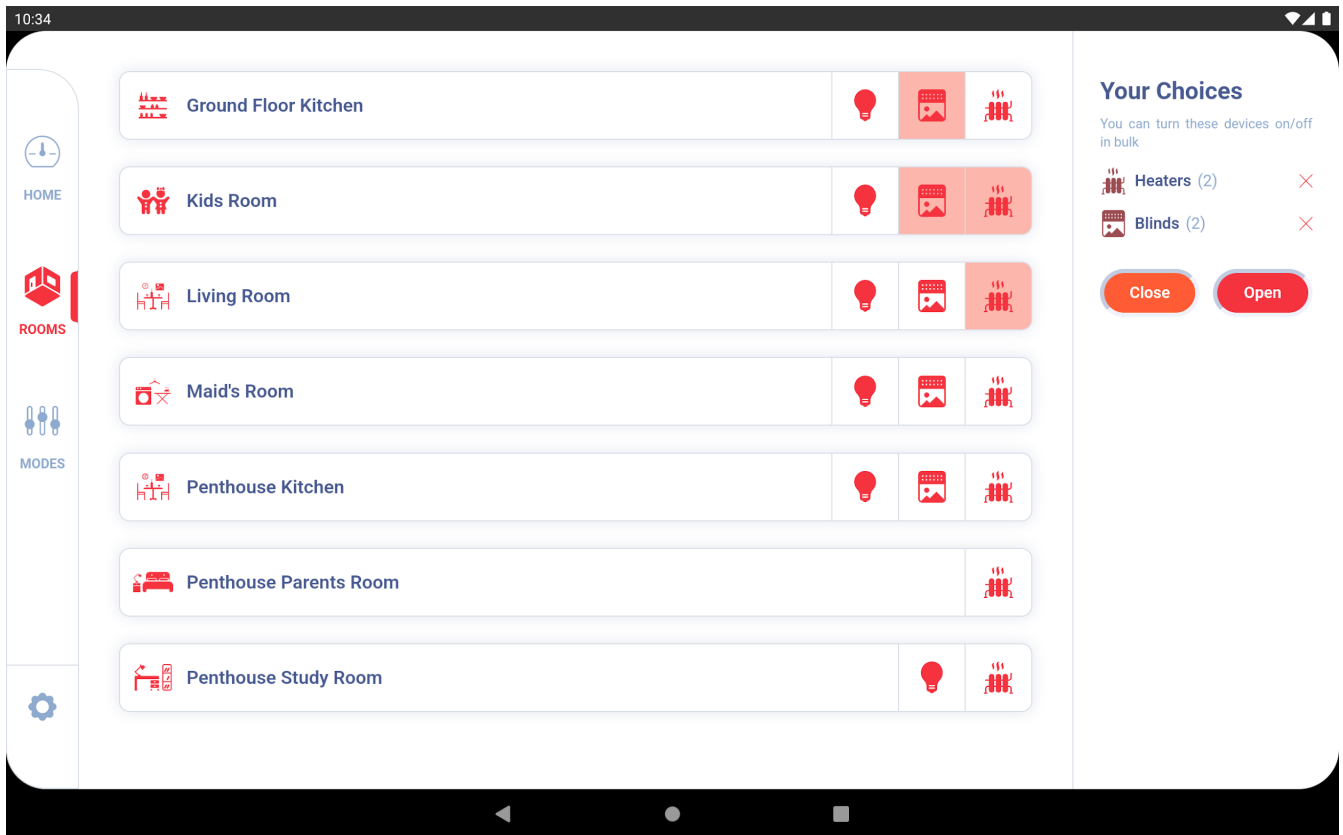 10:34
HOME
ROOMS
MODES
Ground Floor Kitchen
Kids Room
Living Room
Maid's Room
Penthouse Kitchen
Penthouse Parents Room
Penthouse Study Room
Your Choices
You can turn these devices on/off
in bulk
Heaters (2)
Blinds (2)
Close Open